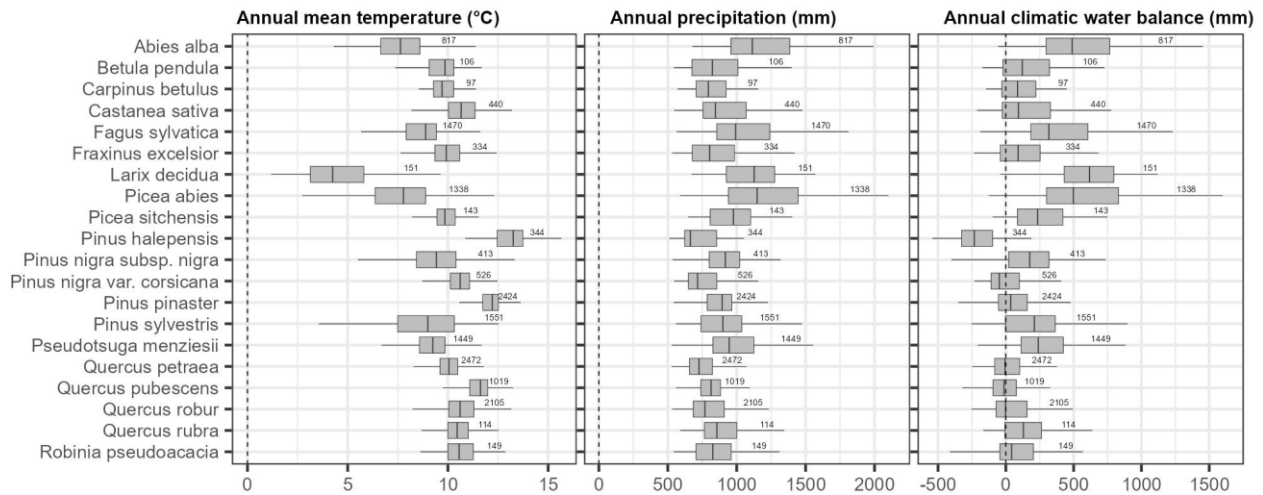 Annual mean temperature (°C) Annual precipitation (mm) Annual climatic water balance (mm)
Abies alba 817 817 817
Betula pendula 106 106 106
Carpinus betulus 97 97 97
Castanea sativa 440 440 440
Fagus sylvatica 1470 1470 1470
Fraxinus excelsior 334 334 334
Larix decidua 151 151 151
Picea abies 1338 1338 1338
Picea sitchensis 143 143 143
Pinus halepensis 344 344 344
Pinus nigra subsp. nigra 413 413 413
Pinus nigra var. corsicana 526 526 526
Pinus pinaster 2424 2424 2424
Pinus sylvestris 1551 1551 1551
Pseudotsuga menziesii 1449 1449 1449
Quercus petraea 2472 2472 2472
Quercus pubescens 1019 1019 1019
Quercus robur 2105 2105 2105
Quercus rubra 114 114 114
Robinia pseudoacacia 149 149 149
0 5 10 15 0 500 1000 1500 2000 -500 0 500 1000 1500